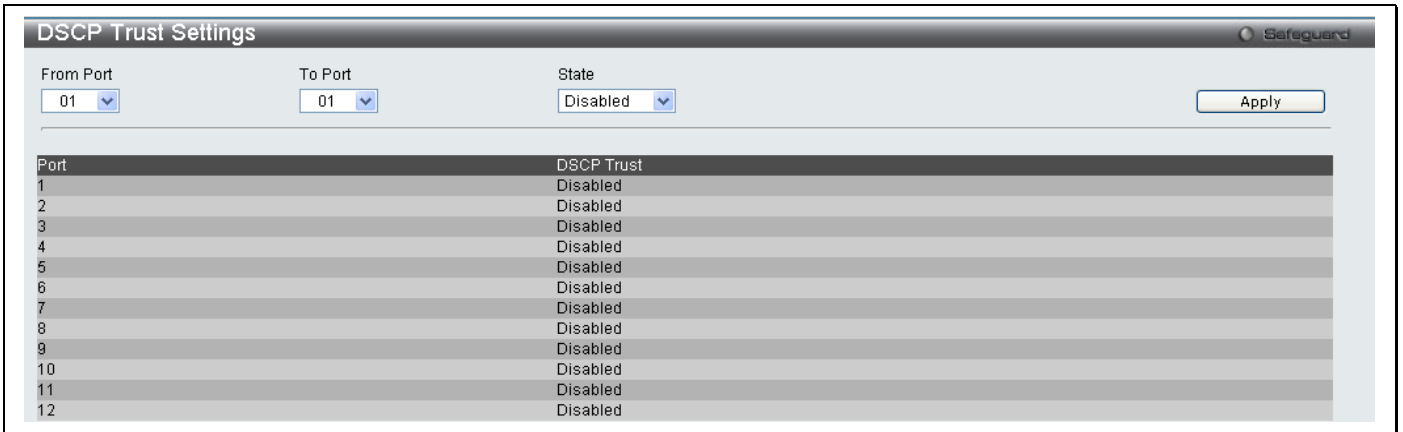 DSCP Trust Settings
Safeguard
From Port To Port State
01 01 Disabled Apply
Port DSCP Trust
1 Disabled
2 Disabled
3 Disabled
4 Disabled
5 Disabled
6 Disabled
7 Disabled
8 Disabled
9 Disabled
10 Disabled
11 Disabled
12 Disabled